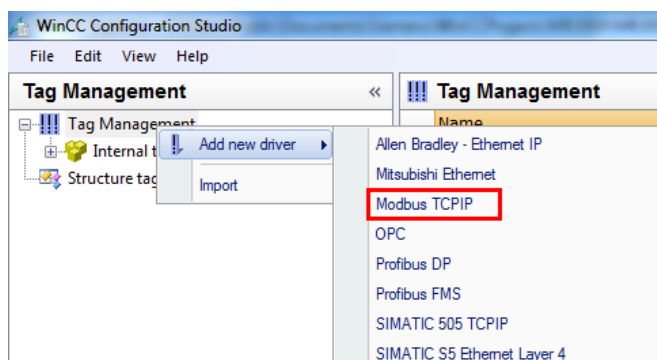 WinCC Configuration Studio
File Edit View Help
Tag Management «
Tag Management
Name
Tag Management
Internal t
Structure tag
Add new driver
Import
Allen Bradley - Ethernet IP
Mitsubishi Ethernet
Modbus TCPIP
OPC
Profibus DP
Profibus FMS
SIMATIC 505 TCPIP
SIMATIC S5 Ethernet Layer 4